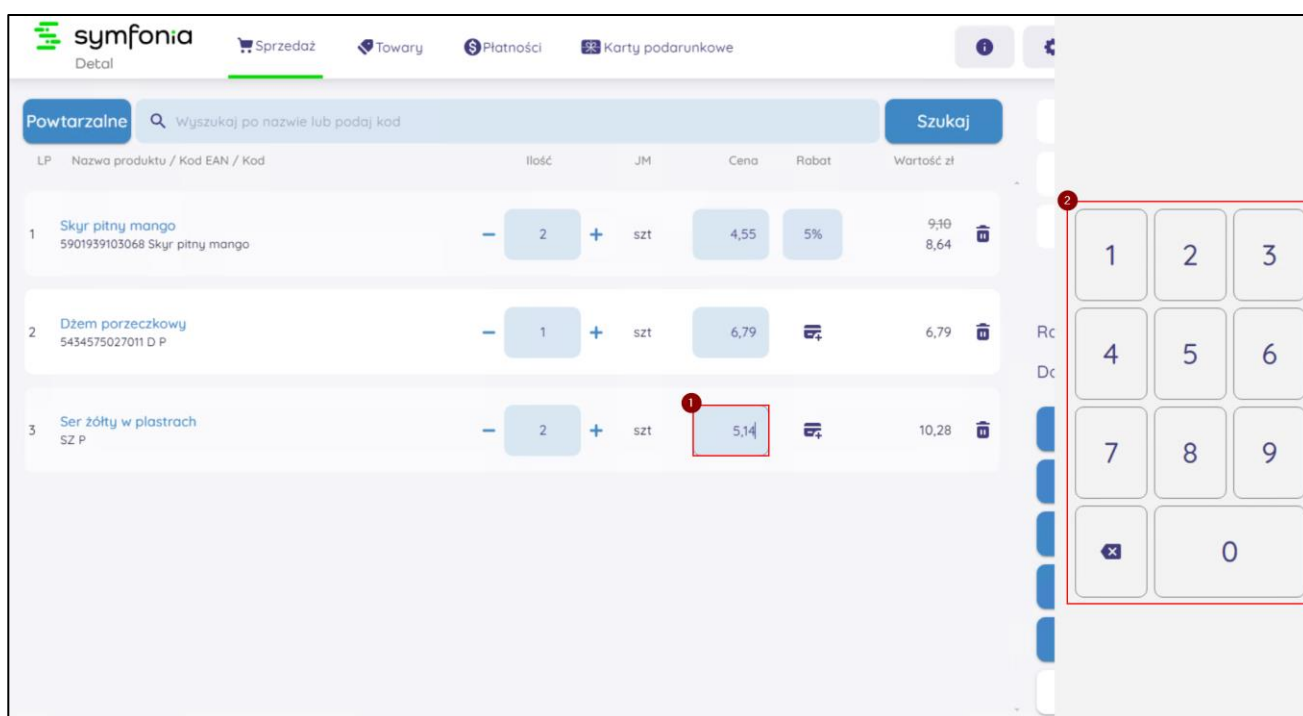 symfonia
Detal
Sprzedaż Towary Płatności Karty podarunkowe
Powtarzalne Wyszukaj po nazwie lub podaj kod Szukaj
LP Nazwa produktu / Kod EAN / Kod Ilość JM Cena Rabat Wartość zł
1 Skyr pitny mango
5901939103068 Skyr pitny mango
− 2 + szt 4,55 5% 9,10
8,64
2 Dżem porzeczkowy
5434575027011 D P
− 1 + szt 6,79 6,79
3 Ser żółty w plastrach
SZ P
− 2 + szt 5,14 10,28
1
2
1 2 3
4 5 6
7 8 9
0